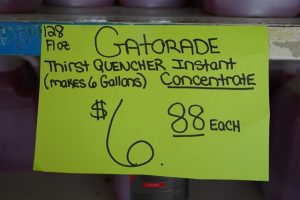 128
Fl oz
GATORADE
Thirst QUENCHER Instant
(makes 6 Gallons) Concentrate
$6.88 Each